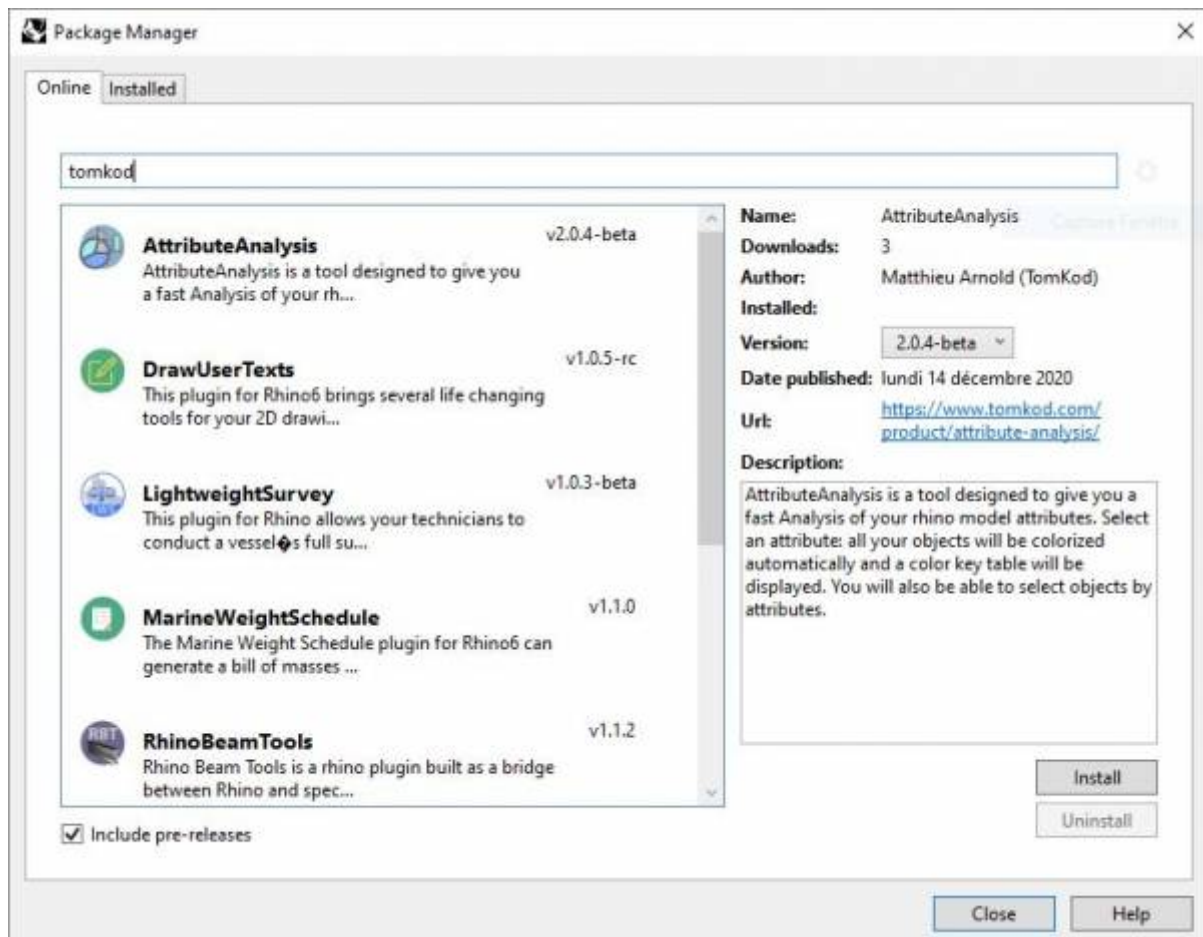 Package Manager
Online Installed
tomkod
AttributeAnalysis v2.0.4-beta
AttributeAnalysis is a tool designed to give you
a fast Analysis of your rh...
DrawUserTexts v1.0.5-rc
This plugin for Rhino6 brings several life changing
tools for your 2D drawi...
LightweightSurvey v1.0.3-beta
This plugin for Rhino allows your technicians to
conduct a vessel�s full su...
MarineWeightSchedule v1.1.0
The Marine Weight Schedule plugin for Rhino6 can
generate a bill of masses ...
RBT
RhinoBeamTools v1.1.2
Rhino Beam Tools is a rhino plugin built as a bridge
between Rhino and spec...
Include pre-releases
Name: AttributeAnalysis
Downloads: 3
Author: Matthieu Arnold (TomKod)
Installed:
Version: 2.0.4-beta
Date published: lundi 14 décembre 2020
Url: https://www.tomkod.com/
product/attribute-analysis/
Description:
AttributeAnalysis is a tool designed to give you a
fast Analysis of your rhino model attributes. Select
an attribute: all your objects will be colorized
automatically and a color key table will be
displayed. You will also be able to select objects by
attributes.
Install
Uninstall
Close Help